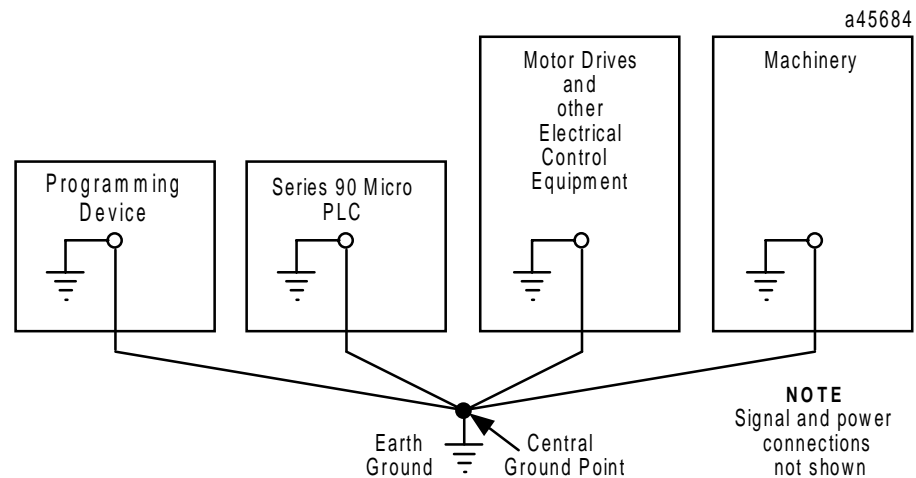 a45684
Programming
Device
Series 90 Micro
PLC
Motor Drives
and
other
Electrical
Control
Equipment
Machinery
Earth
Ground
Central
Ground Point
NOTE
Signal and power
connections
not shown